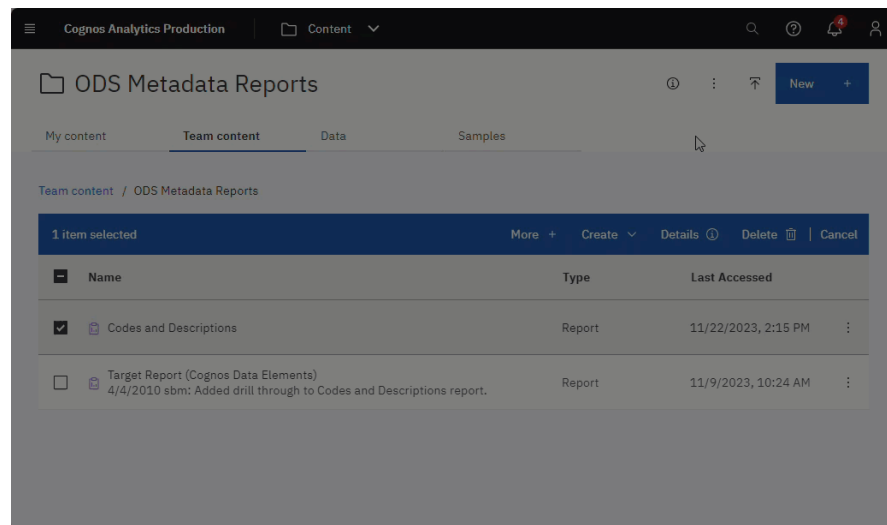 Cognos Analytics Production Content 4
ODS Metadata Reports New +
My content Team content Data Samples
Team content / ODS Metadata Reports
1 item selected More + Create Details Delete | Cancel
Name Type Last Accessed
Codes and Descriptions Report 11/22/2023, 2:15 PM
Target Report (Cognos Data Elements)
4/4/2010 sbm: Added drill through to Codes and Descriptions report. Report 11/9/2023, 10:24 AM